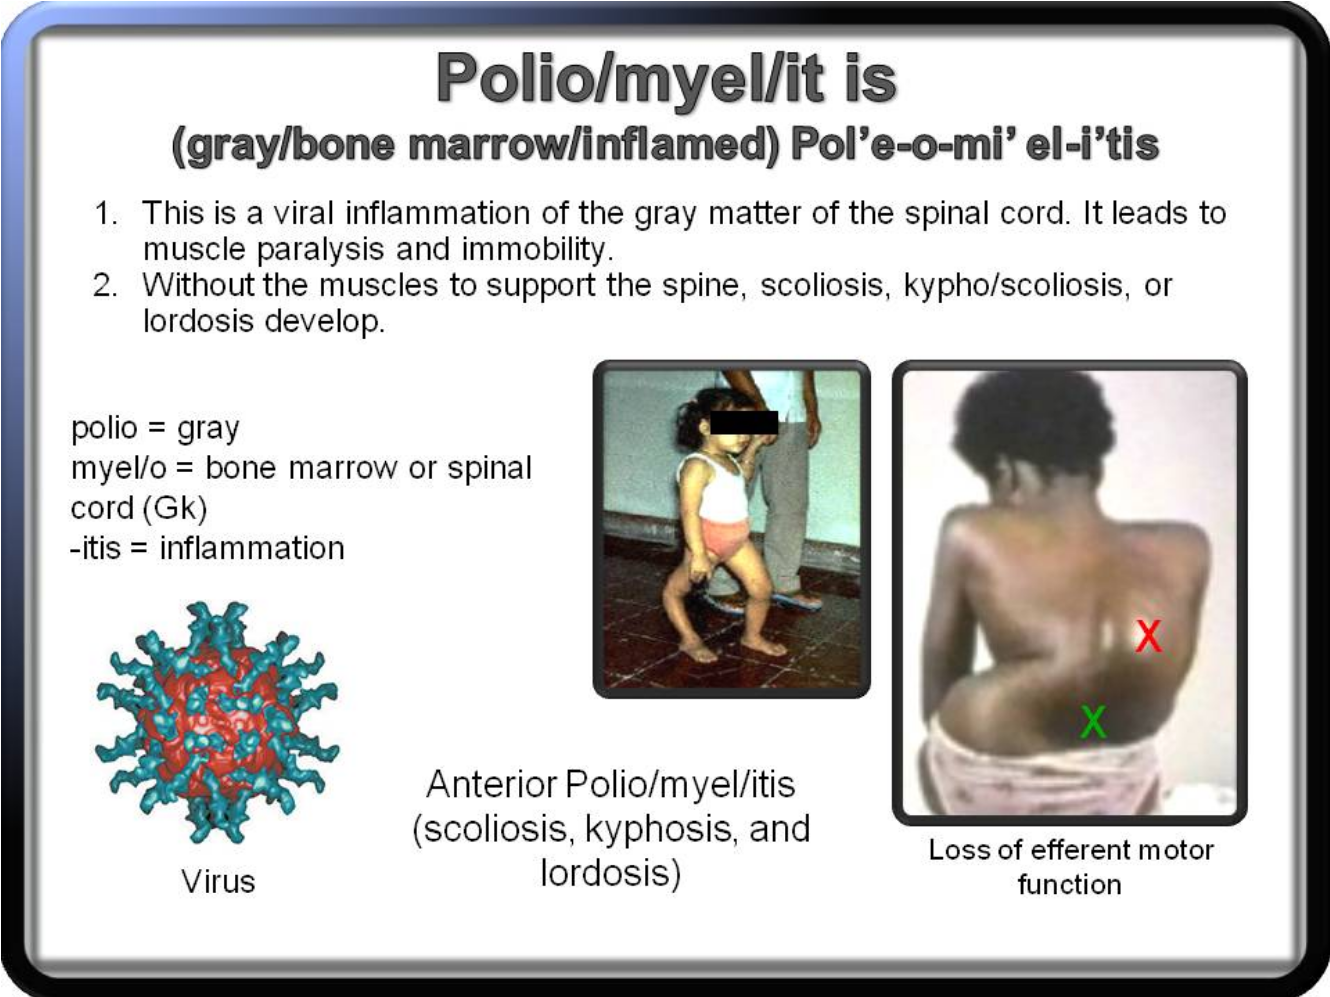 Polio/myel/it is
(gray/bone marrow/inflamed) Pol’e-o-mi’ el-i’tis
1. This is a viral inflammation of the gray matter of the spinal cord. It leads to
muscle paralysis and immobility.
2. Without the muscles to support the spine, scoliosis, kypho/scoliosis, or
lordosis develop.
polio = gray
myel/o = bone marrow or spinal
cord (Gk)
-itis = inflammation
X
X
Virus
Anterior Polio/myel/itis
(scoliosis, kyphosis, and
lordosis)
Loss of efferent motor
function